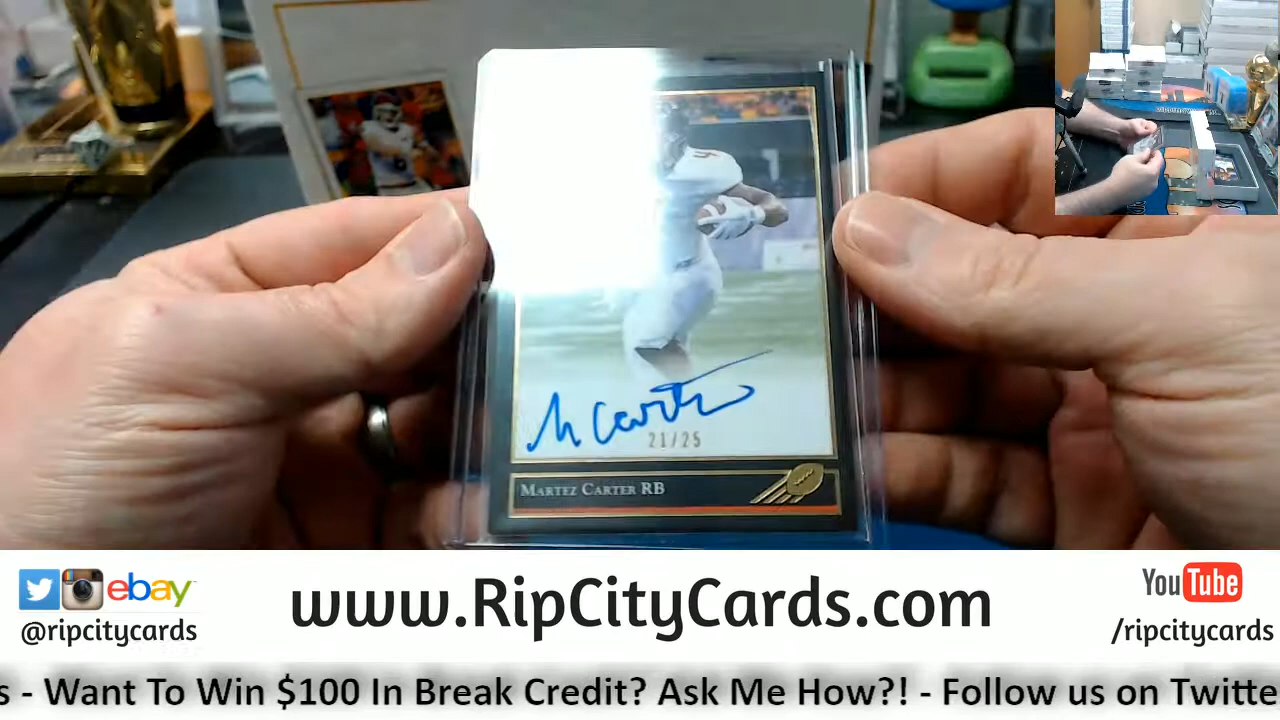 M Carter
21/25
MARTEZ CARTER RB
ebay
@ripcitycards
www.RipCityCards.com
YouTube
/ripcitycards
s - Want To Win $100 In Break Credit? Ask Me How?! - Follow us on Twitte